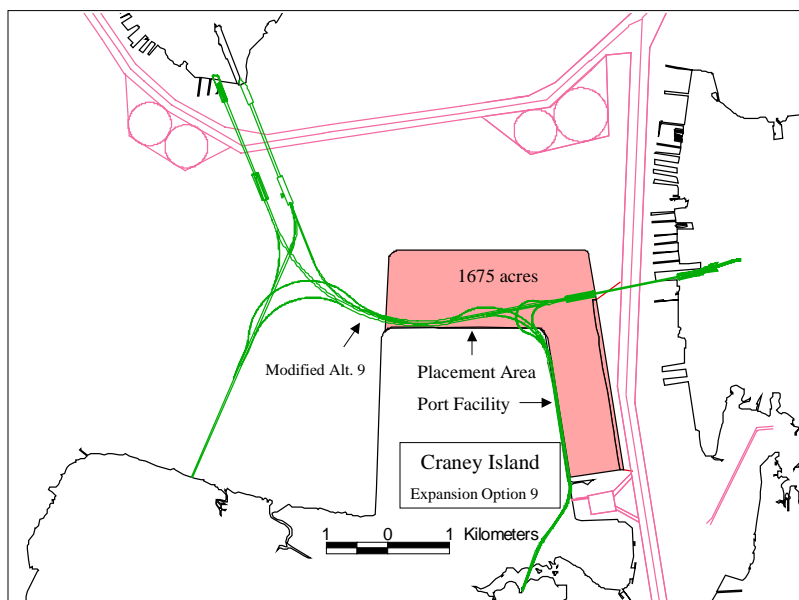 1675 acres
Modified Alt. 9
Placement Area
Port Facility
Craney Island
Expansion Option 9
1 0 1 Kilometers